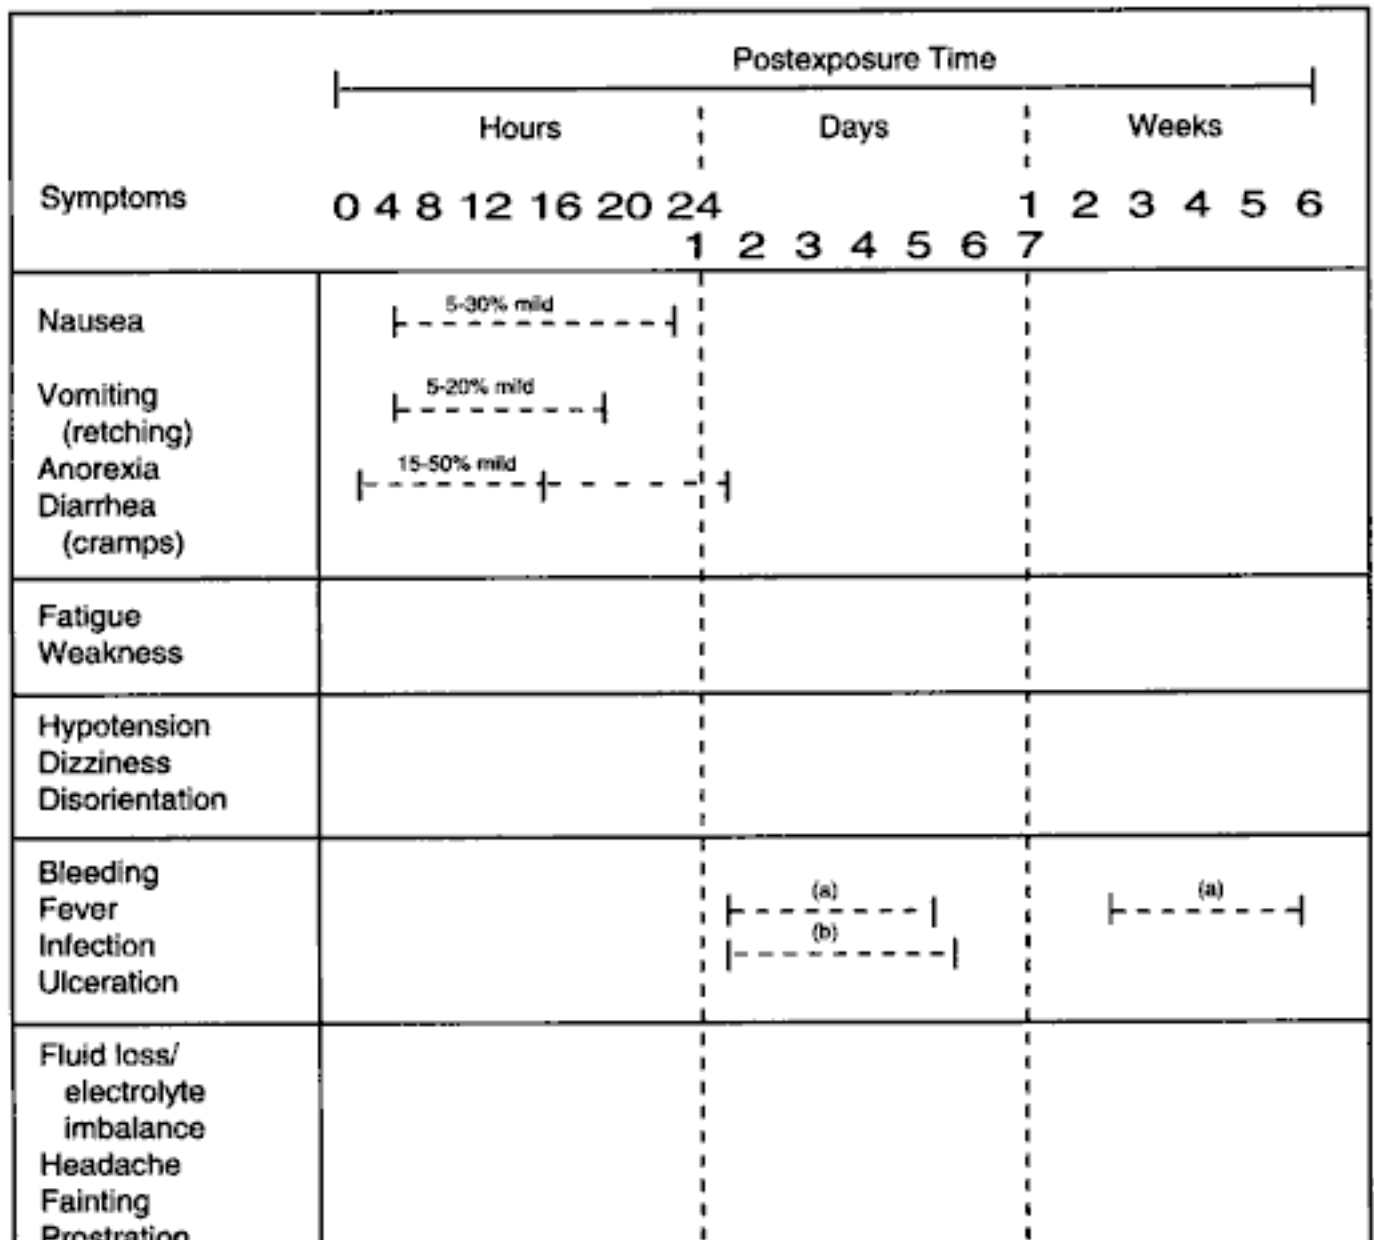 Postexposure Time
Hours Days Weeks
Symptoms 0 4 8 12 16 20 24 1 2 3 4 5 6
1 2 3 4 5 6 7
5-30% mild
Nausea
5-20% mild
Vomiting
(retching)
Anorexia 15-50% mild
Diarrhea
(cramps)
Fatigue
Weakness
Hypotension
Dizziness
Disorientation
Bleeding
(a) (a)
Fever
(b)
Infection
Ulceration
Fluid loss/
electrolyte
imbalance
Headache
Fainting
Prostration